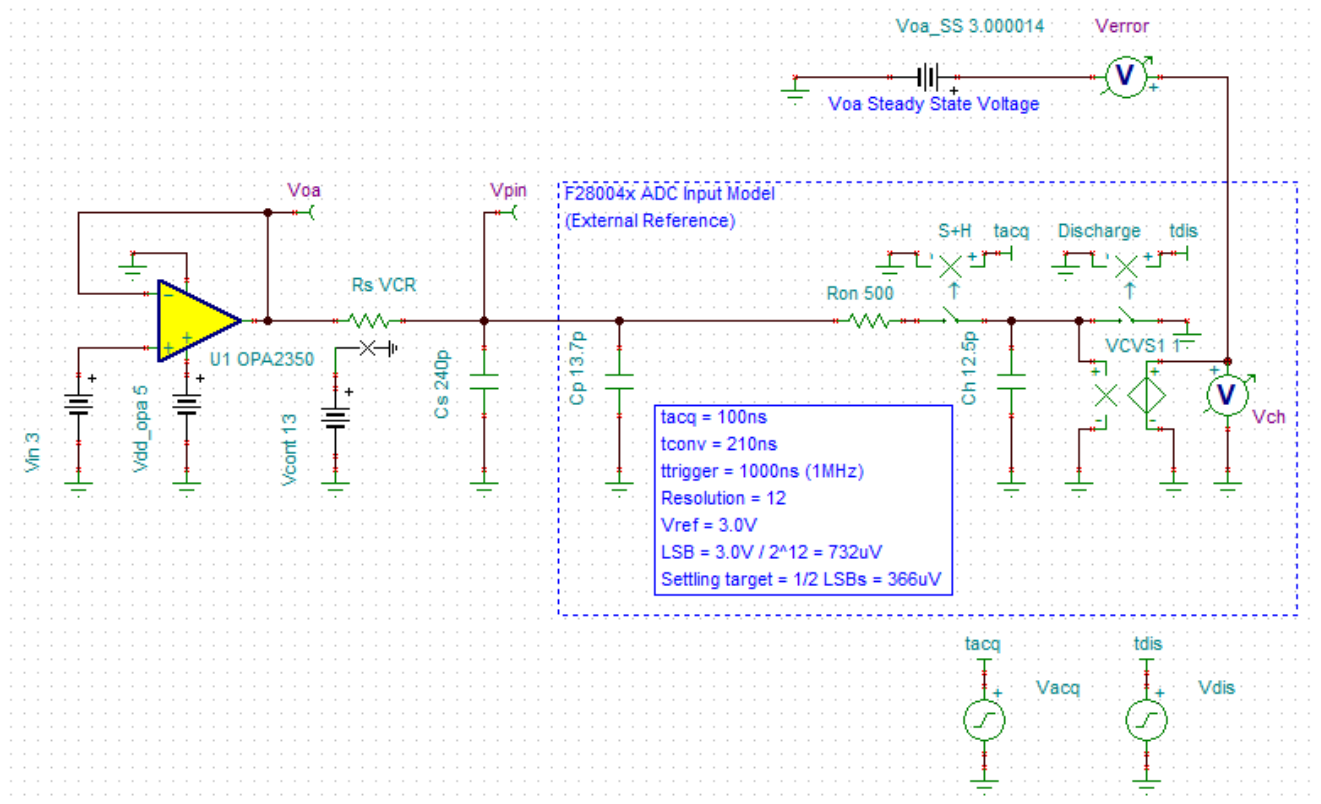 Voa_SS 3.000014
Verror
V
+
+
Voa Steady State Voltage
Voa
Vpin
F28004x ADC Input Model
(External Reference)
S+H
tacq
Discharge
tdis
-
+
-
+
Rs VCR
Ron 500
-
+
+
U1 OPA2350
VCVS1 1
Vin 3
+
Vdd_opa 5
+
Vcont 13
+
Cs 240p
Cp 13.7p
Ch 12.5p
+
-
+
-
+
V
Vch
tacq = 100ns
tconv = 210ns
ttrigger = 1000ns (1MHz)
Resolution = 12
Vref = 3.0V
LSB = 3.0V / 2^12 = 732uV
Settling target = 1/2 LSBs = 366uV
tacq
tdis
+
Vacq
+
Vdis